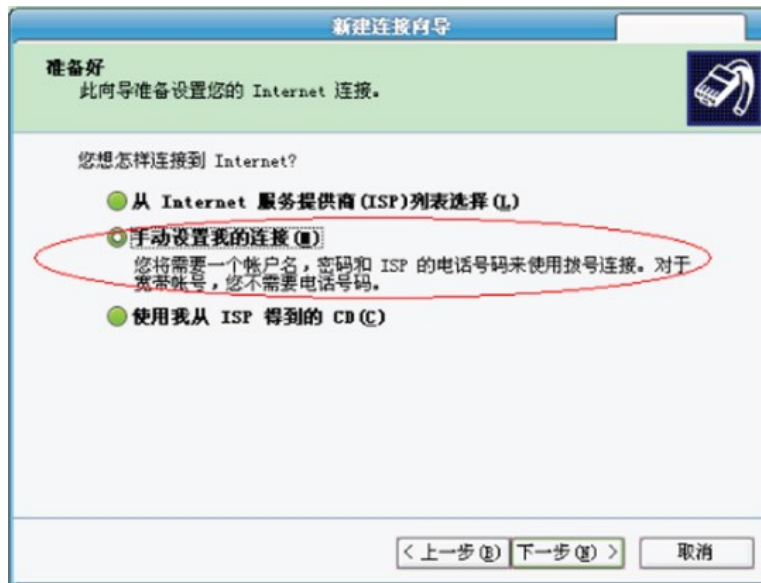 新建连接向导
准备好
此向导准备设置您的 Internet 连接。
您想怎样连接到 Internet?
从 Internet 服务提供商(ISP)列表选择(L)
手动设置我的连接(M)
您将需要一个帐户名，密码和 ISP 的电话号码来使用拨号连接。对于
宽带帐号，您不需要电话号码。
使用我从 ISP 得到的 CD(C)
< 上一步(B) 下一步(N) > 取消